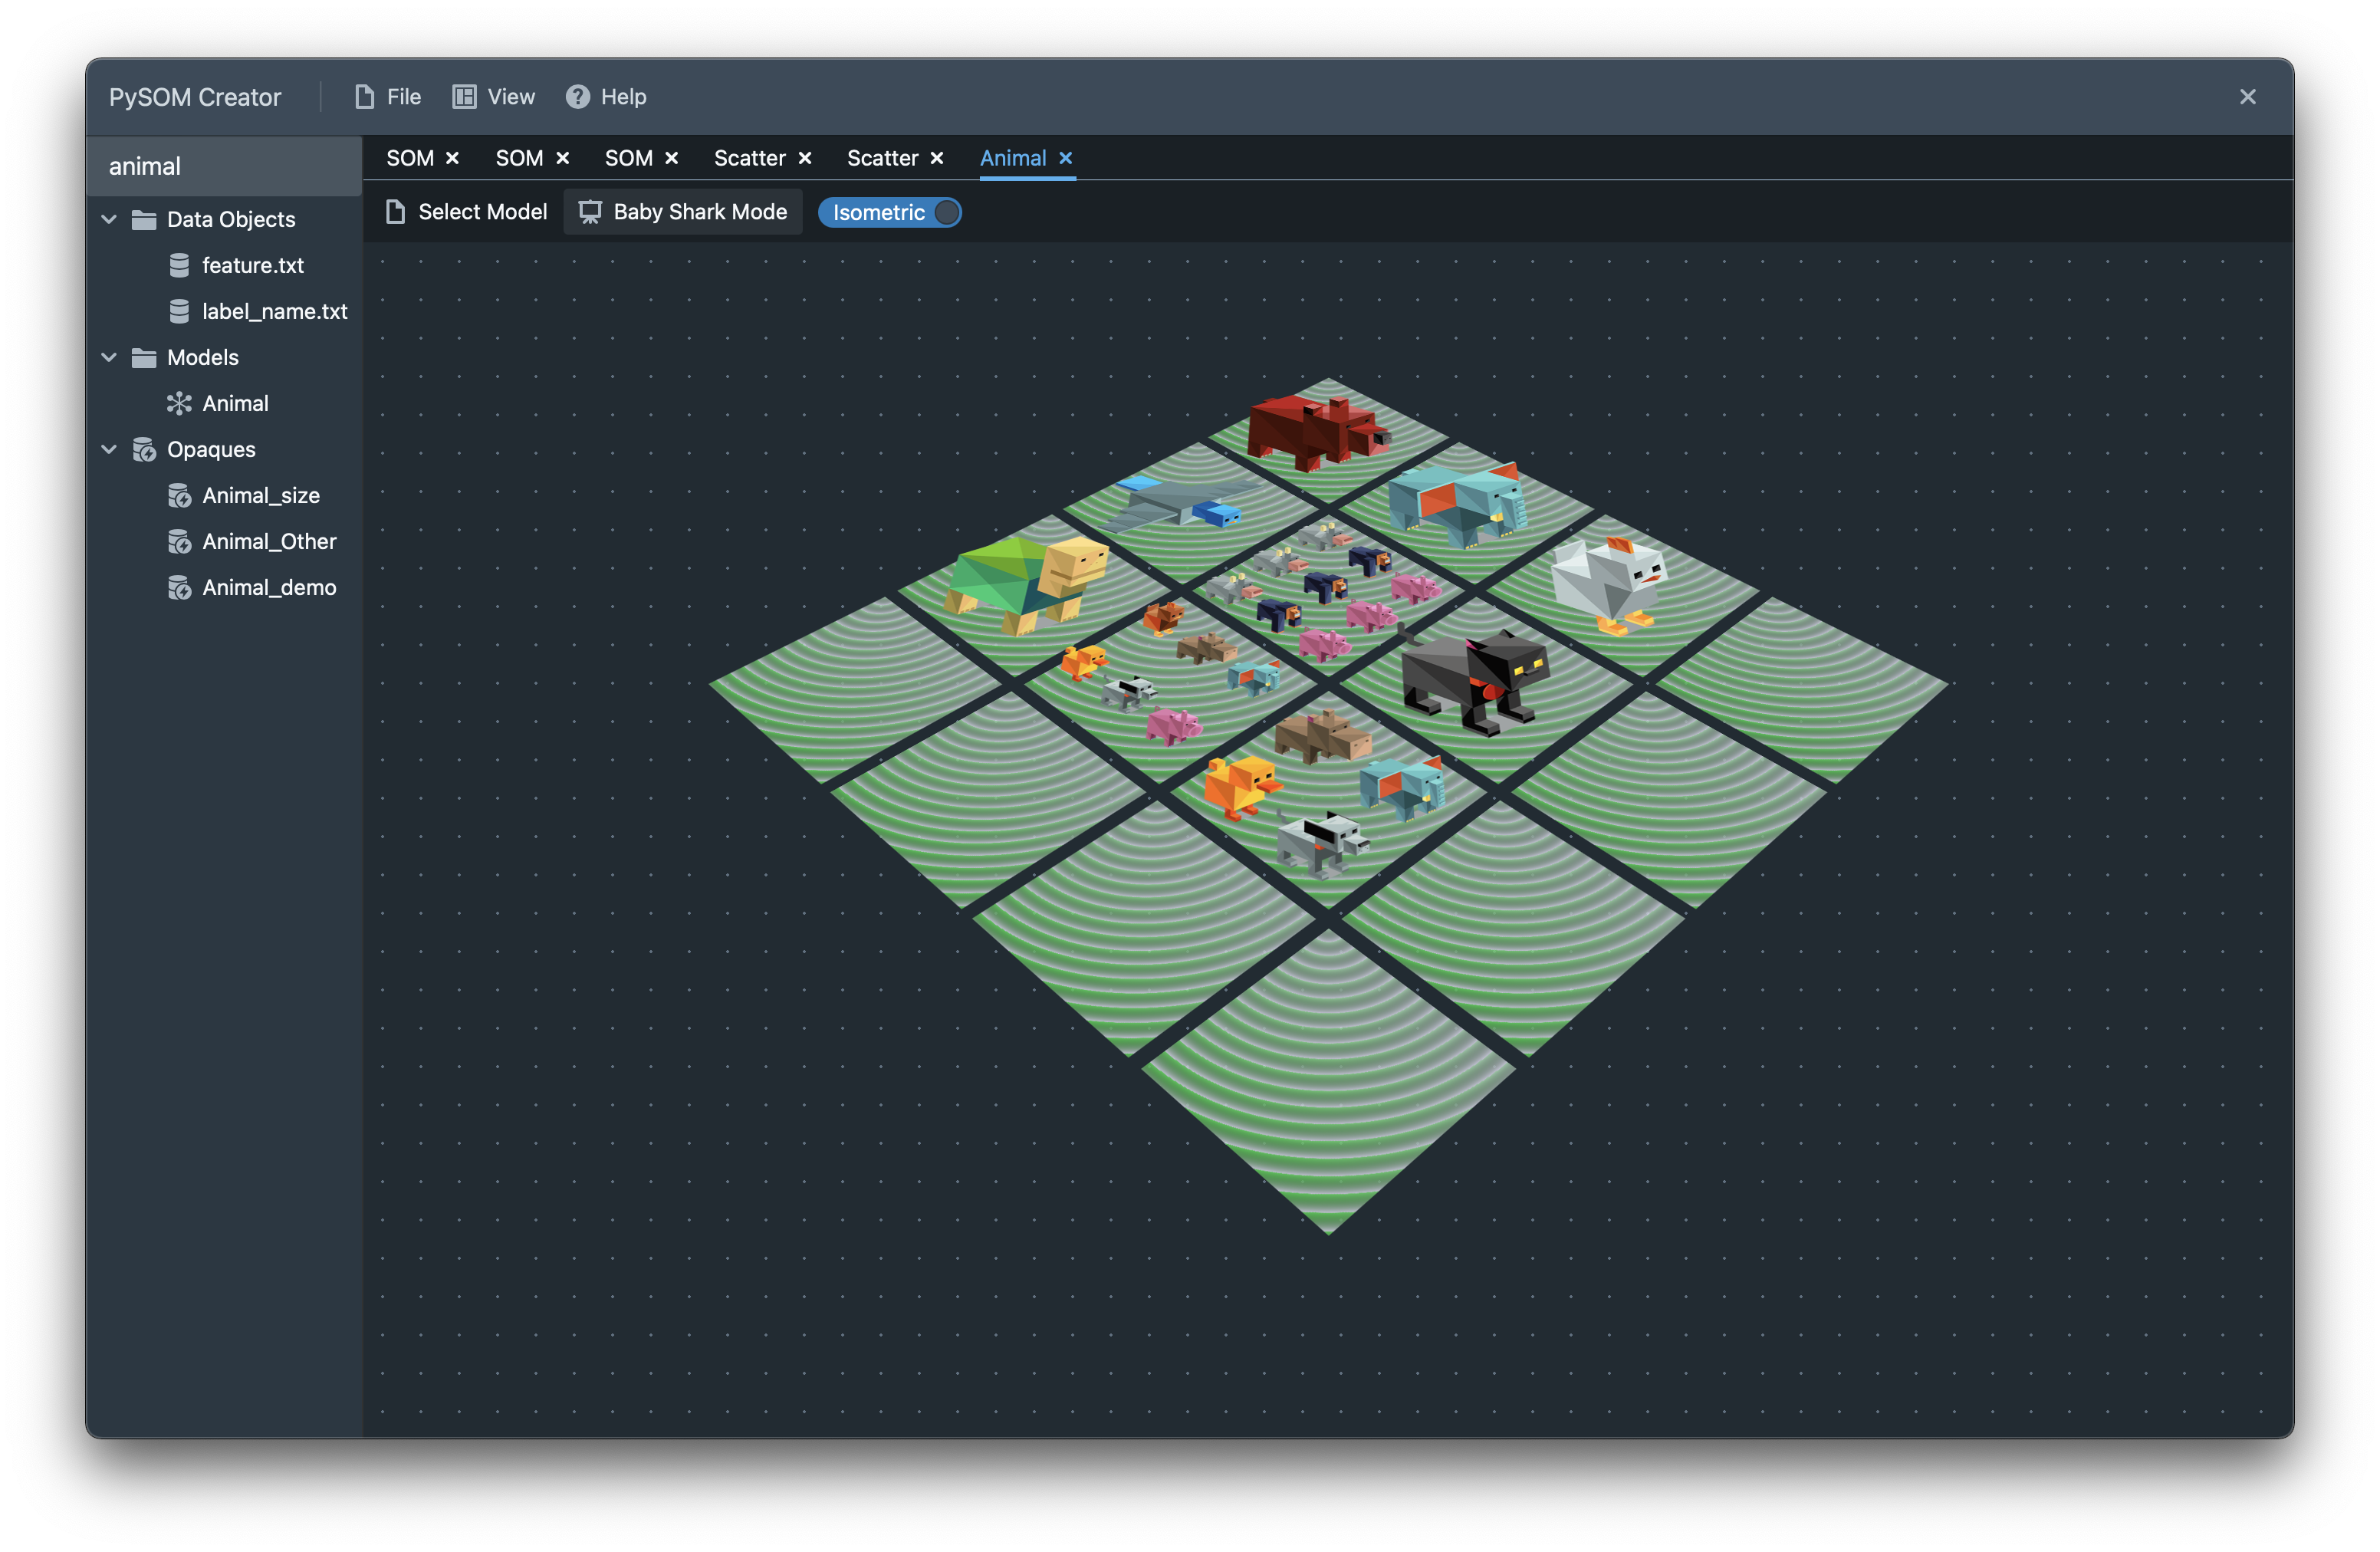 PySOM Creator File View Help
animal
SOM SOM SOM Scatter Scatter Animal
Select Model Baby Shark Mode Isometric
Data Objects
feature.txt
label_name.txt
Models
Animal
Opaques
Animal_size
Animal_Other
Animal_demo